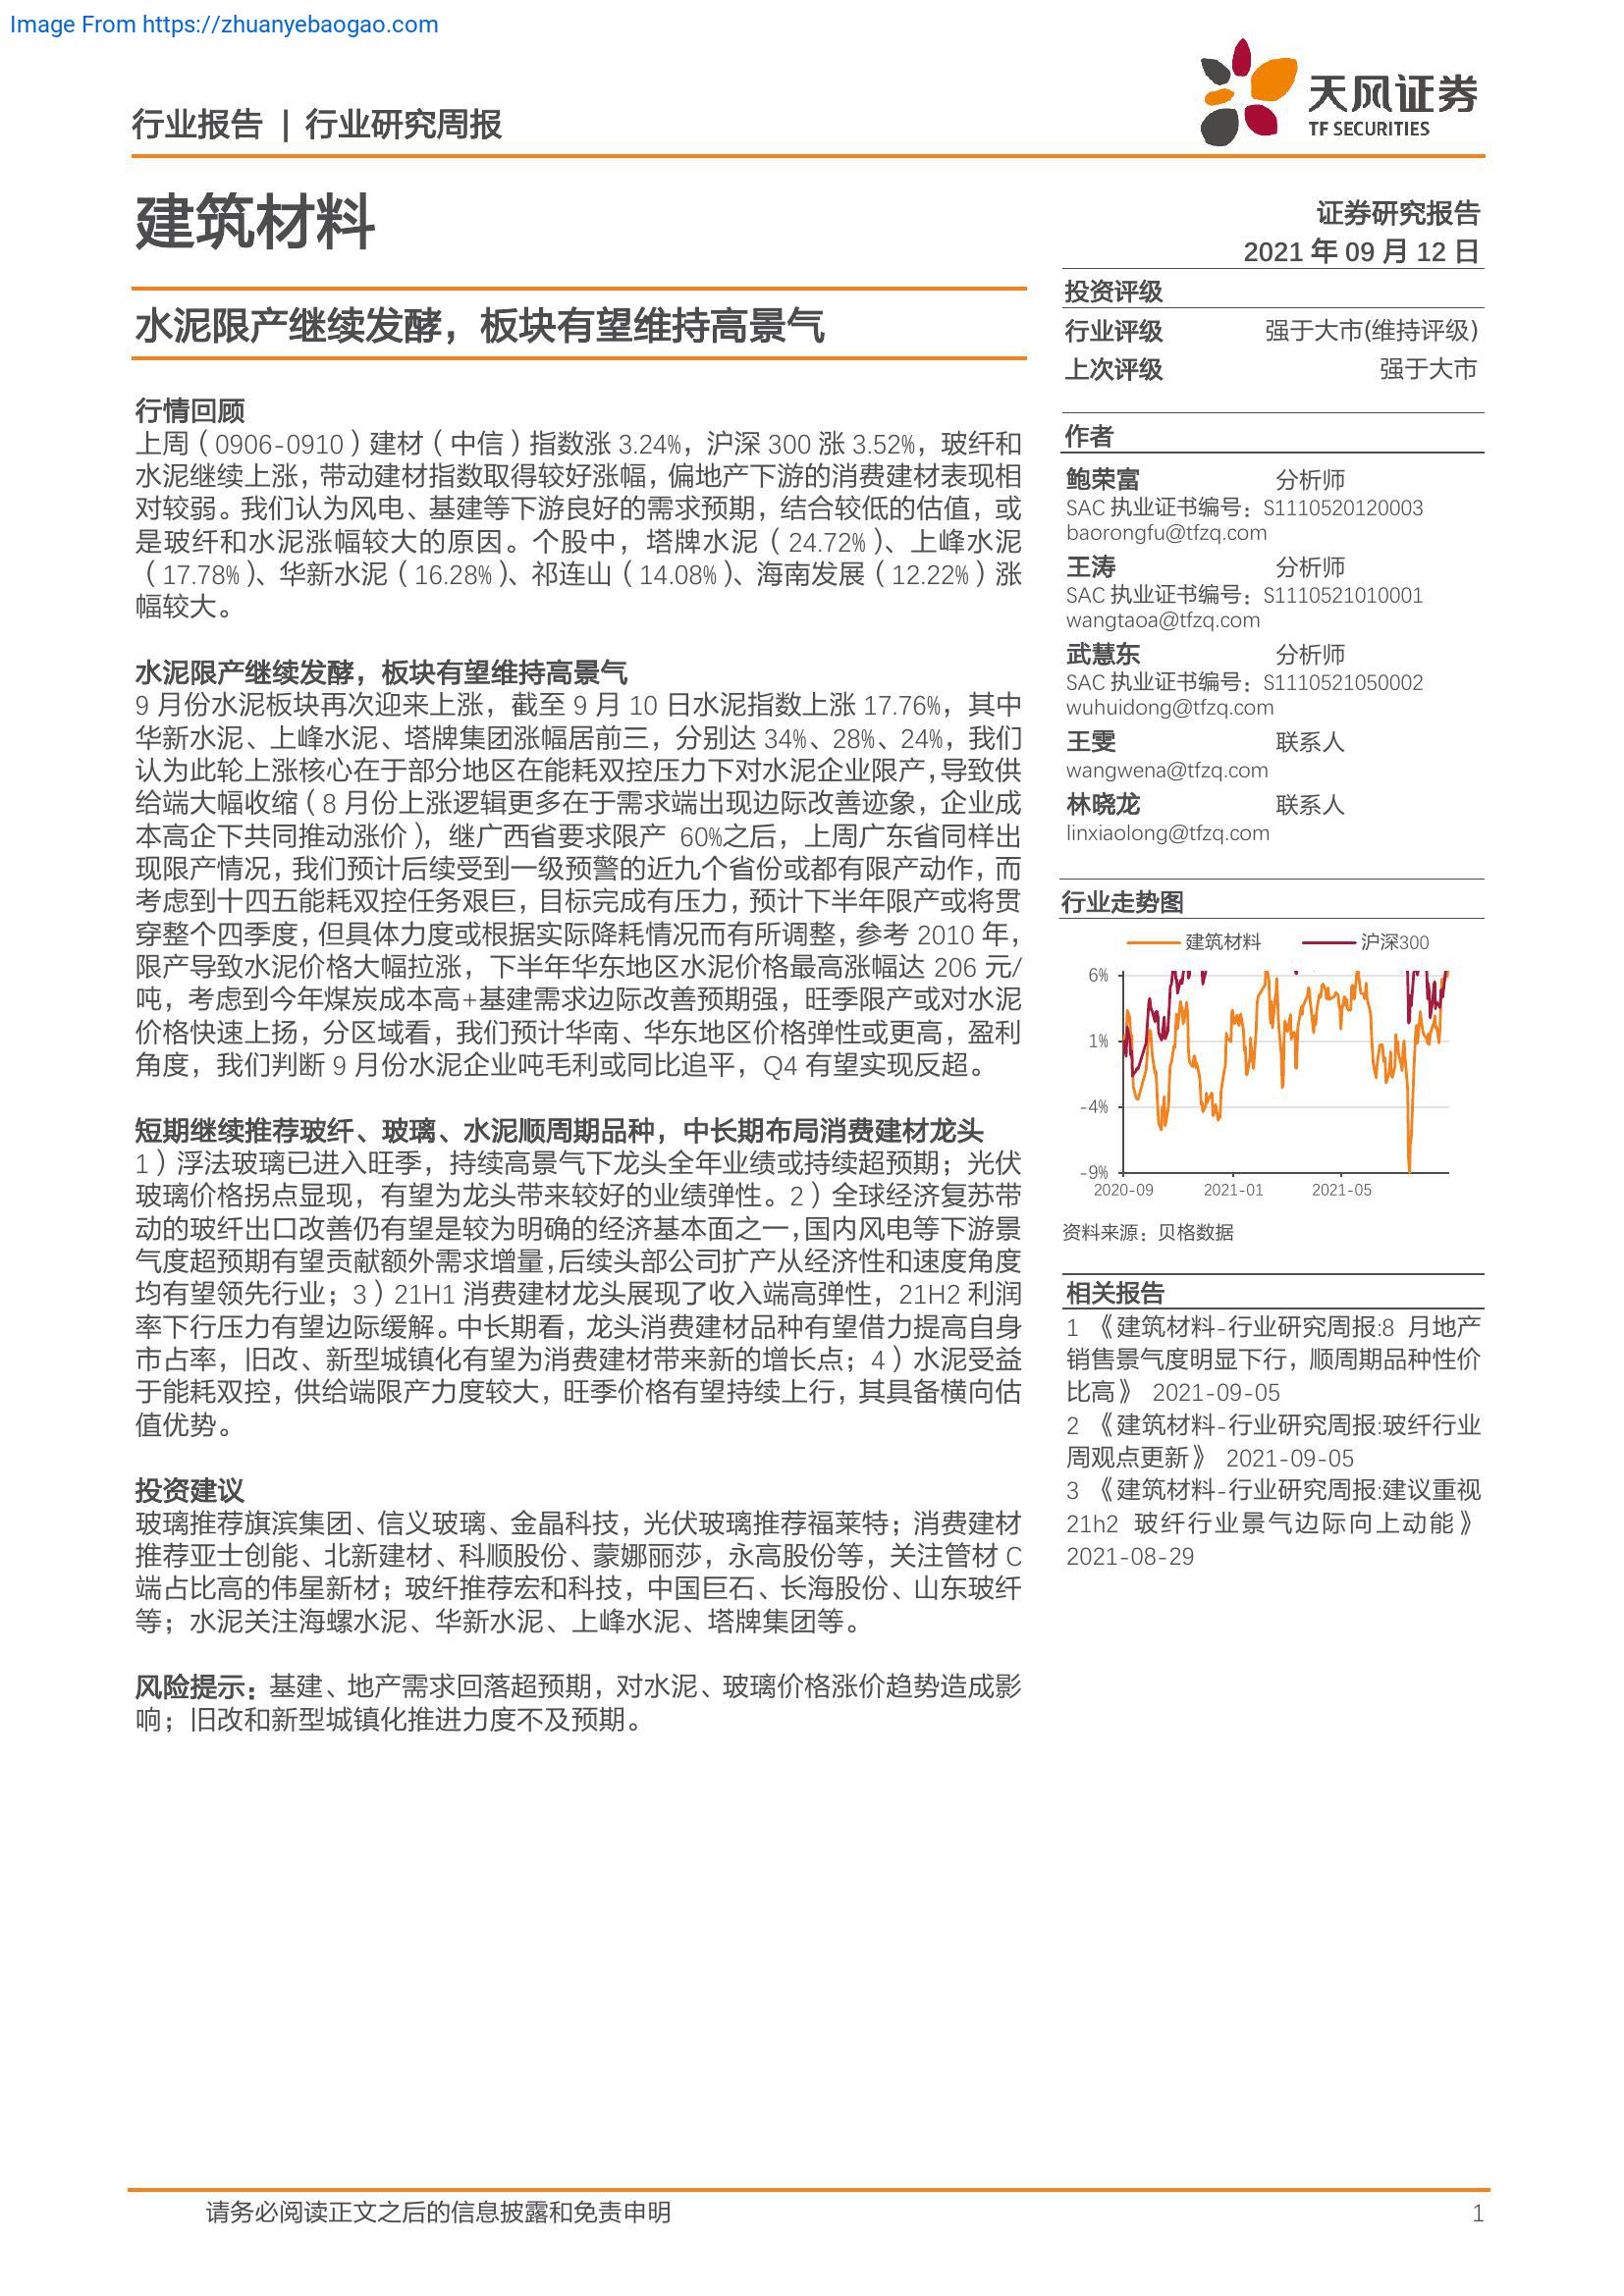 Image From https://zhuanyebaogao.com
行业报告 | 行业研究周报
天风证券
TF SECURITIES
建筑材料
证券研究报告
2021 年 09 月 12 日
水泥限产继续发酵，板块有望维持高景气
行情回顾
上周（0906-0910）建材（中信）指数涨 3.24%，沪深 300 涨 3.52%，玻纤和
水泥继续上涨，带动建材指数取得较好涨幅，偏地产下游的消费建材表现相
对较弱。我们认为风电、基建等下游良好的需求预期，结合较低的估值，或
是玻纤和水泥涨幅较大的原因。个股中，塔牌水泥（24.72%）、上峰水泥
（17.78%）、华新水泥（16.28%）、祁连山（14.08%）、海南发展（12.22%）涨
幅较大。
水泥限产继续发酵，板块有望维持高景气
9 月份水泥板块再次迎来上涨，截至 9 月 10 日水泥指数上涨 17.76%，其中
华新水泥、上峰水泥、塔牌集团涨幅居前三，分别达 34%、28%、24%，我们
认为此轮上涨核心在于部分地区在能耗双控压力下对水泥企业限产，导致供
给端大幅收缩（8 月份上涨逻辑更多在于需求端出现边际改善迹象，企业成
本高企下共同推动涨价），继广西省要求限产 60%之后，上周广东省同样出
现限产情况，我们预计后续受到一级预警的近九个省份或都有限产动作，而
考虑到十四五能耗双控任务艰巨，目标完成有压力，预计下半年限产或将贯
穿整个四季度，但具体力度或根据实际降耗情况而有所调整，参考 2010 年，
限产导致水泥价格大幅拉涨，下半年华东地区水泥价格最高涨幅达 206 元/
吨，考虑到今年煤炭成本高+基建需求边际改善预期强，旺季限产或对水泥
价格快速上扬，分区域看，我们预计华南、华东地区价格弹性或更高，盈利
角度，我们判断 9 月份水泥企业吨毛利或同比追平，Q4 有望实现反超。
短期继续推荐玻纤、玻璃、水泥顺周期品种，中长期布局消费建材龙头
1）浮法玻璃已进入旺季，持续高景气下龙头全年业绩或持续超预期；光伏
玻璃价格拐点显现，有望为龙头带来较好的业绩弹性。2）全球经济复苏带
动的玻纤出口改善仍有望是较为明确的经济基本面之一，国内风电等下游景
气度超预期有望贡献额外需求增量，后续头部公司扩产从经济性和速度角度
均有望领先行业；3）21H1 消费建材龙头展现了收入端高弹性，21H2 利润
率下行压力有望边际缓解。中长期看，龙头消费建材品种有望借力提高自身
市占率，旧改、新型城镇化有望为消费建材带来新的增长点；4）水泥受益
于能耗双控，供给端限产力度较大，旺季价格有望持续上行，其具备横向估
值优势。
投资建议
玻璃推荐旗滨集团、信义玻璃、金晶科技，光伏玻璃推荐福莱特；消费建材
推荐亚士创能、北新建材、科顺股份、蒙娜丽莎，永高股份等，关注管材 C
端占比高的伟星新材；玻纤推荐宏和科技，中国巨石、长海股份、山东玻纤
等；水泥关注海螺水泥、华新水泥、上峰水泥、塔牌集团等。
风险提示：基建、地产需求回落超预期，对水泥、玻璃价格涨价趋势造成影
响；旧改和新型城镇化推进力度不及预期。
投资评级
行业评级 强于大市(维持评级)
上次评级 强于大市
作者
鲍荣富 分析师
SAC 执业证书编号：S1110520120003
baorongfu@tfzq.com
王涛 分析师
SAC 执业证书编号：S1110521010001
wangtaoa@tfzq.com
武慧东 分析师
SAC 执业证书编号：S1110521050002
wuhuidong@tfzq.com
王雯 联系人
wangwena@tfzq.com
林晓龙 联系人
linxiaolong@tfzq.com
行业走势图
建筑材料 沪深300
6%
1%
-4%
-9%
2020-09 2021-01 2021-05
资料来源：贝格数据
相关报告
1 《建筑材料-行业研究周报:8 月地产
销售景气度明显下行，顺周期品种性价
比高》 2021-09-05
2 《建筑材料-行业研究周报:玻纤行业
周观点更新》 2021-09-05
3 《建筑材料-行业研究周报:建议重视
21h2 玻纤行业景气边际向上动能》
2021-08-29
请务必阅读正文之后的信息披露和免责申明 1